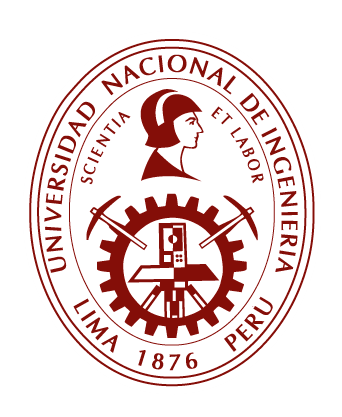 UNIVERSIDAD NACIONAL DE INGENIERIA
SCIENTIA ET LABOR
LIMA 1876 PERU